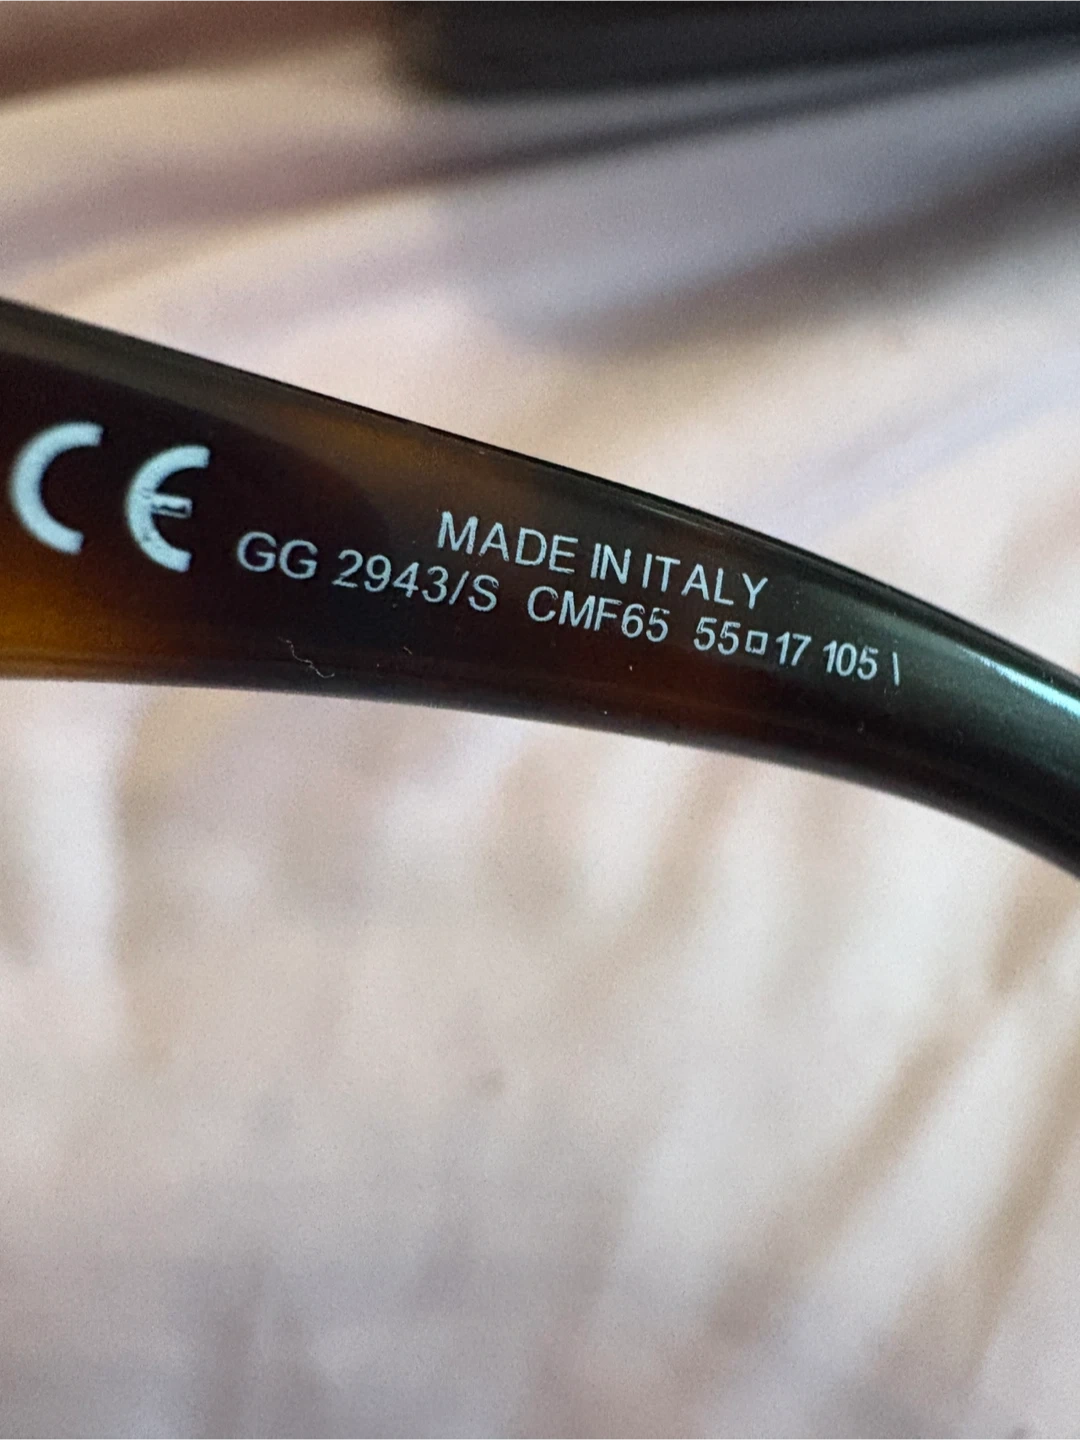 CE
MADE IN ITALY
GG 2943/S CMF65 55□17 105 \